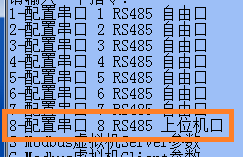 1-配置串口 1 RS485 自由口
2-配置串口 2 RS485 自由口
3-配置串口 3 RS485 自由口
4-配置串口 4 RS485 自由口
5-配置串口 5 RS485 自由口
6-配置串口 6 RS485 自由口
7-配置串口 7 RS485 自由口
8-配置串口 8 RS485 上位机口